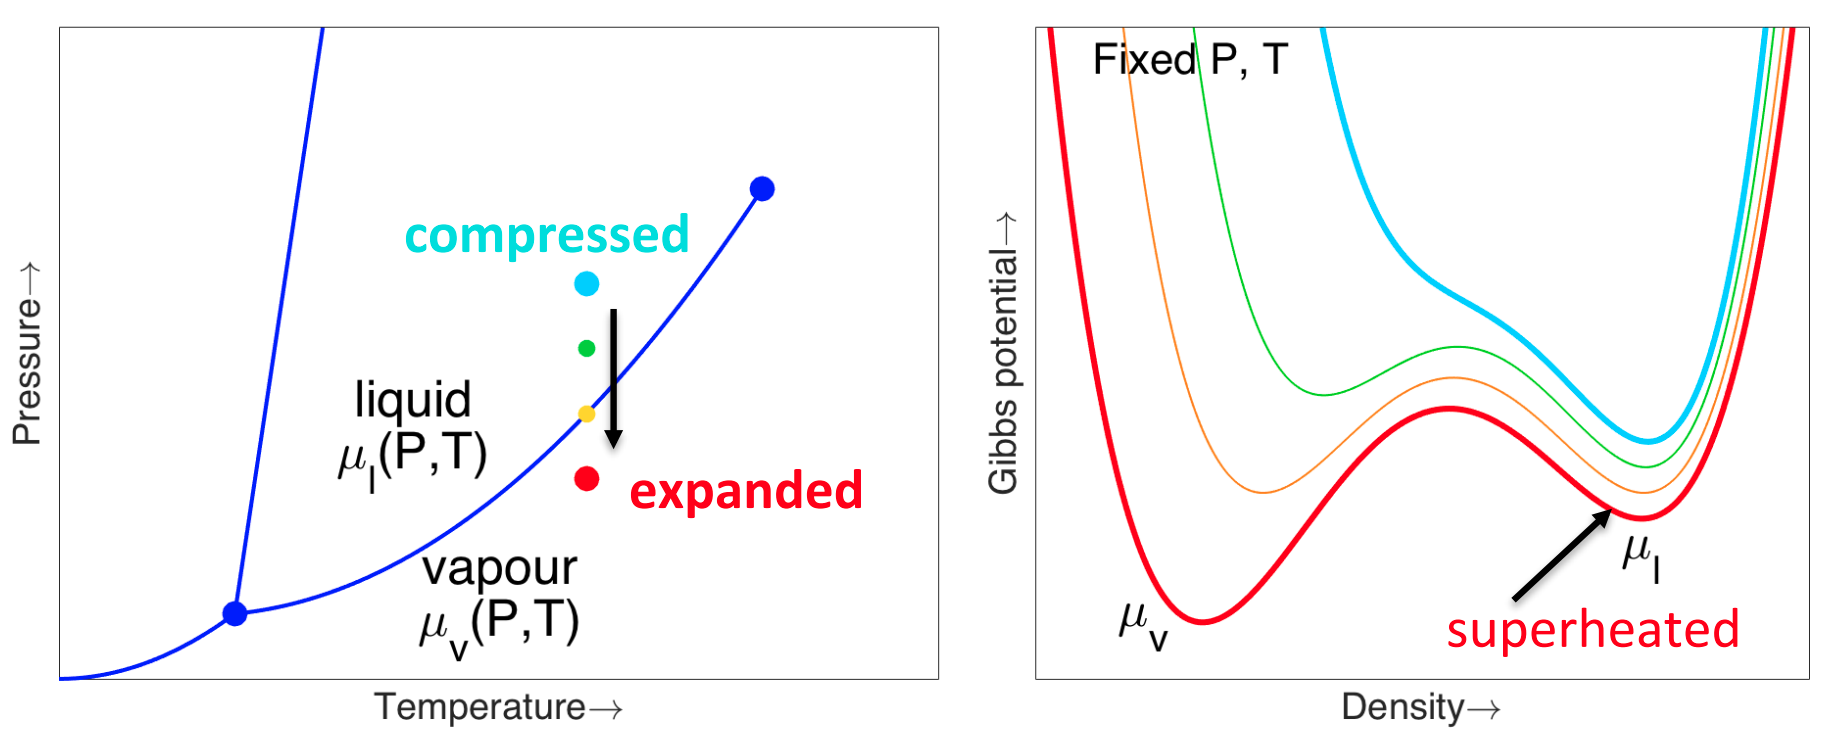 Pressure→
compressed
liquid
μl(P,T)
expanded
vapour
μv(P,T)
Temperature→
Gibbs potential→
Fixed P, T
μl
μv
superheated
Density→